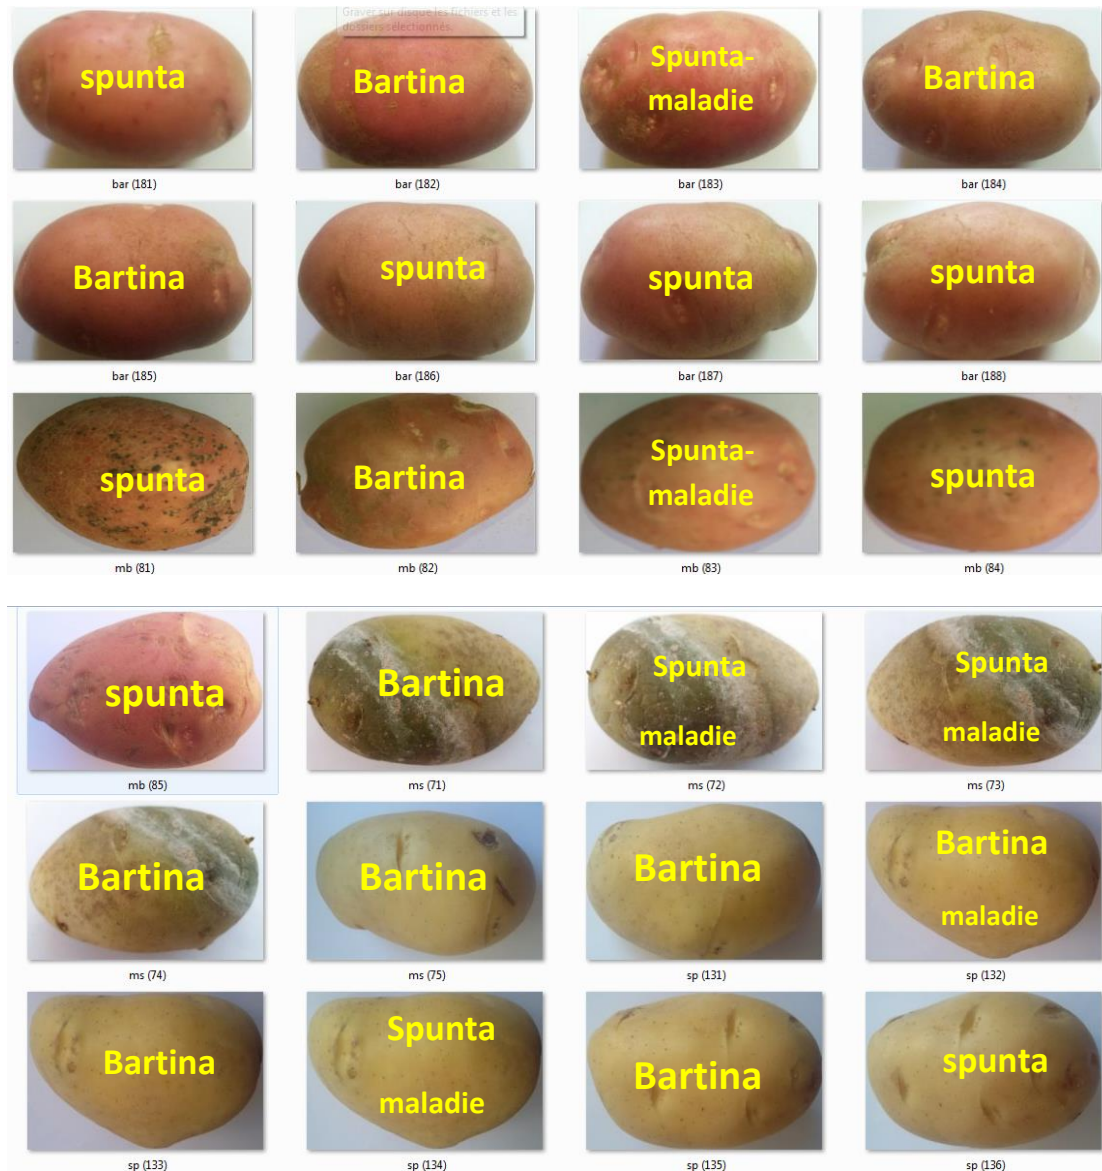 Graver sur disque les fichiers et les
dossiers sélectionnés.
spunta
Bartina
Spunta-
maladie
Bartina
bar (181)
bar (182)
bar (183)
bar (184)
Bartina
spunta
spunta
spunta
bar (185)
bar (186)
bar (187)
bar (188)
spunta
Bartina
Spunta-
maladie
spunta
mb (81)
mb (82)
mb (83)
mb (84)
spunta
Bartina
Spunta
maladie
Spunta
maladie
mb (85)
ms (71)
ms (72)
ms (73)
Bartina
Bartina
Bartina
Bartina
maladie
ms (74)
ms (75)
sp (131)
sp (132)
Bartina
Spunta
maladie
Bartina
spunta
sp (133)
sp (134)
sp (135)
sp (136)